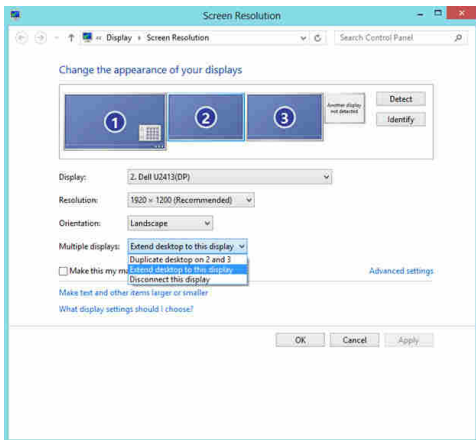 Screen Resolution
Display Screen Resolution
Search Control Panel
Change the appearance of your displays
1
2
3
Another display
not detected
Detect
Identify
Display: 2. Dell U2413(DP)
Resolution: 1920 × 1200 (Recommended)
Orientation: Landscape
Multiple displays: Extend desktop to this display
Duplicate desktop on 2 and 3
Extend desktop to this display
Disconnect this display
Make this my m
Advanced settings
Make text and other items larger or smaller
What display settings should I choose?
OK Cancel Apply